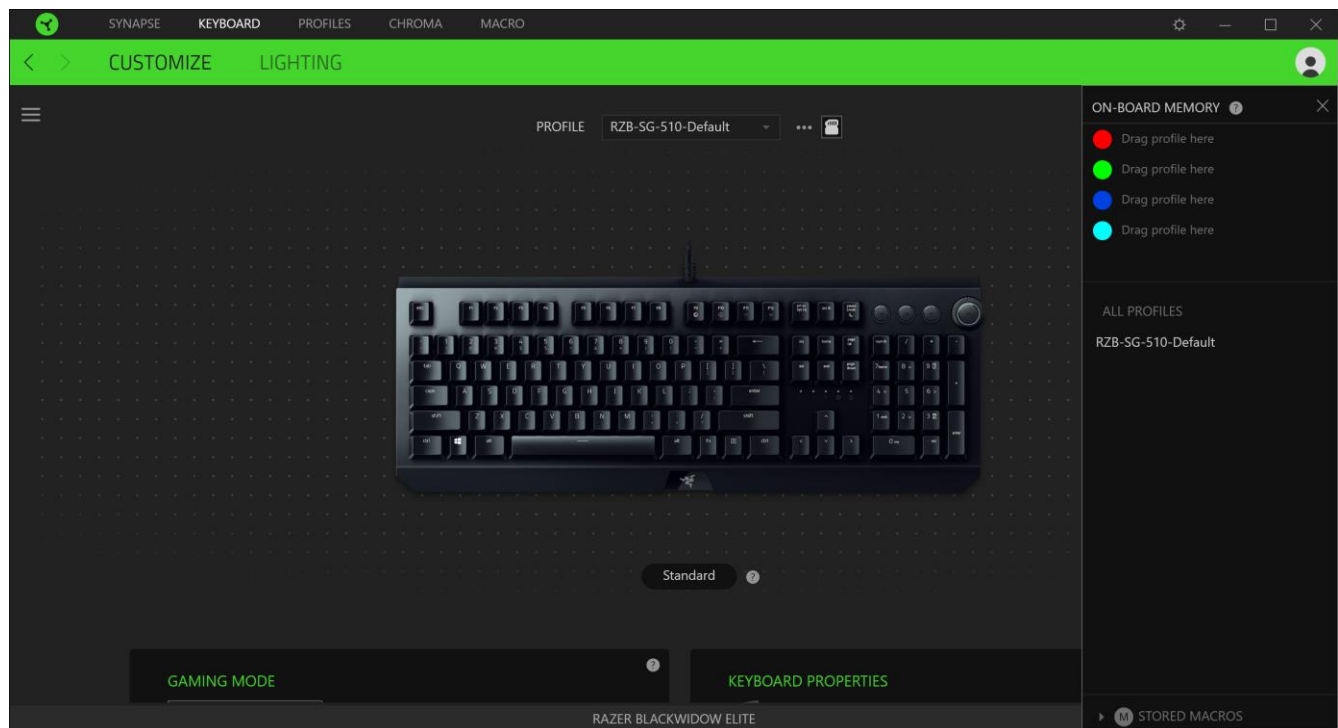 SYNAPSE KEYBOARD PROFILES CHROMA MACRO
CUSTOMIZE LIGHTING
PROFILE RZB-SG-510-Default
ON-BOARD MEMORY ?
Drag profile here
Drag profile here
Drag profile here
Drag profile here
ALL PROFILES
RZB-SG-510-Default
Standard ?
GAMING MODE ?
KEYBOARD PROPERTIES
RAZER BLACKWIDOW ELITE
M STORED MACROS